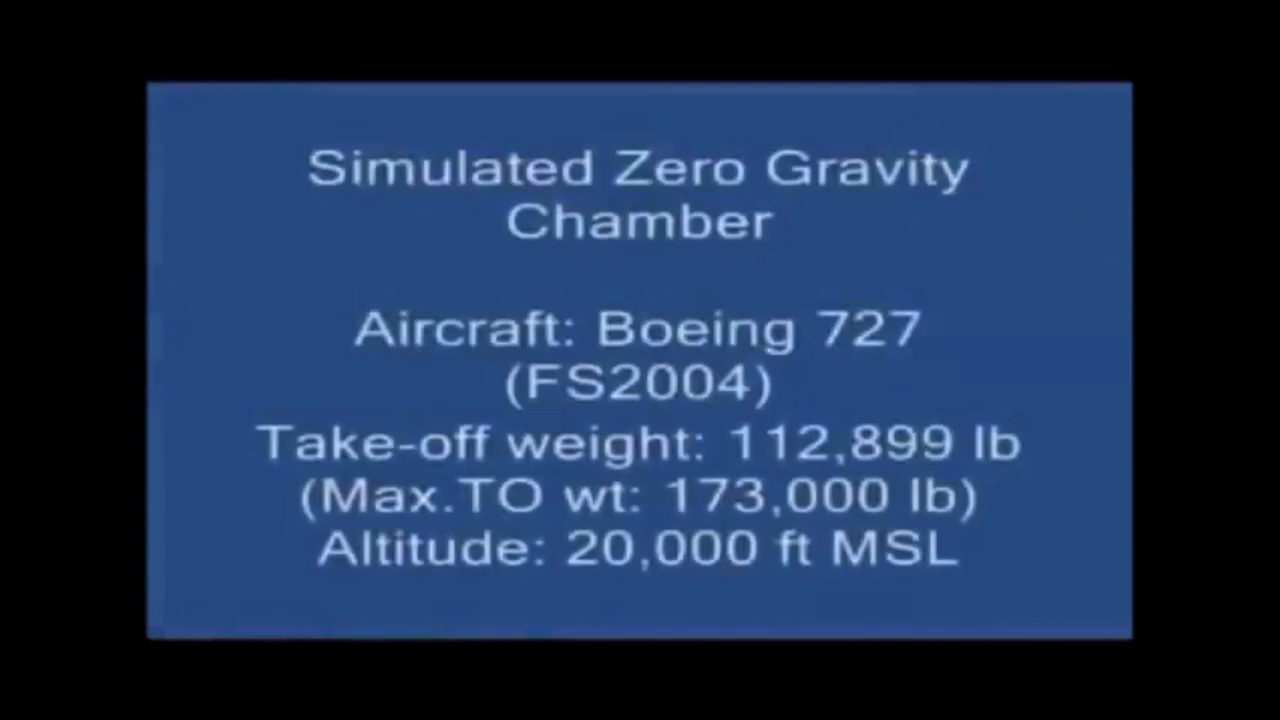 Simulated Zero Gravity
Chamber
Aircraft: Boeing 727
(FS2004)
Take-off weight: 112,899 lb
(Max.TO wt: 173,000 lb)
Altitude: 20,000 ft MSL